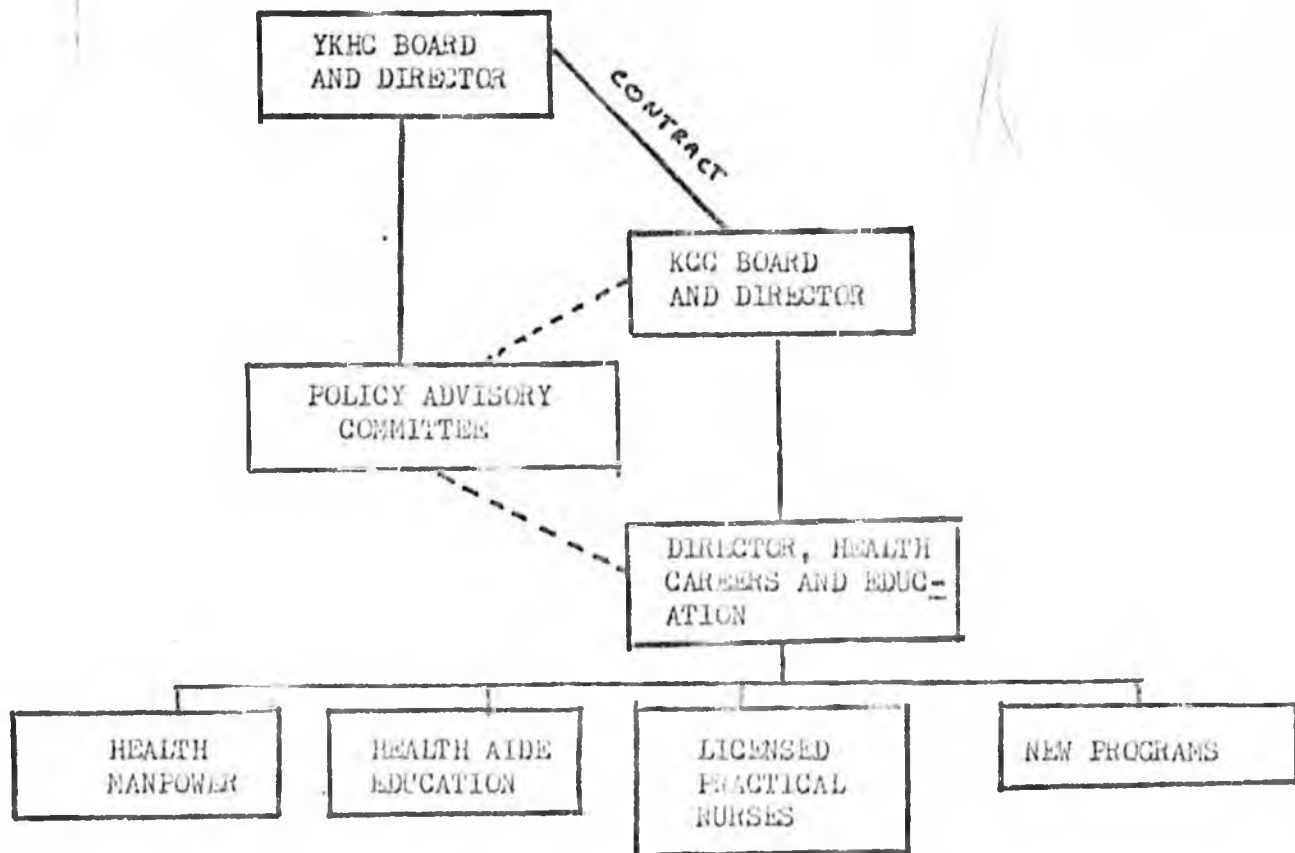 YKHC BOARD
AND DIRECTOR
CONTRACT
KCC BOARD
AND DIRECTOR
POLICY ADVISORY
COMMITTEE
DIRECTOR, HEALTH
CAREERS AND EDUC-
ATION
HEALTH
MANPOWER
HEALTH AIDE
EDUCATION
LICENSED
PRACTICAL
NURSES
NEW PROGRAMS